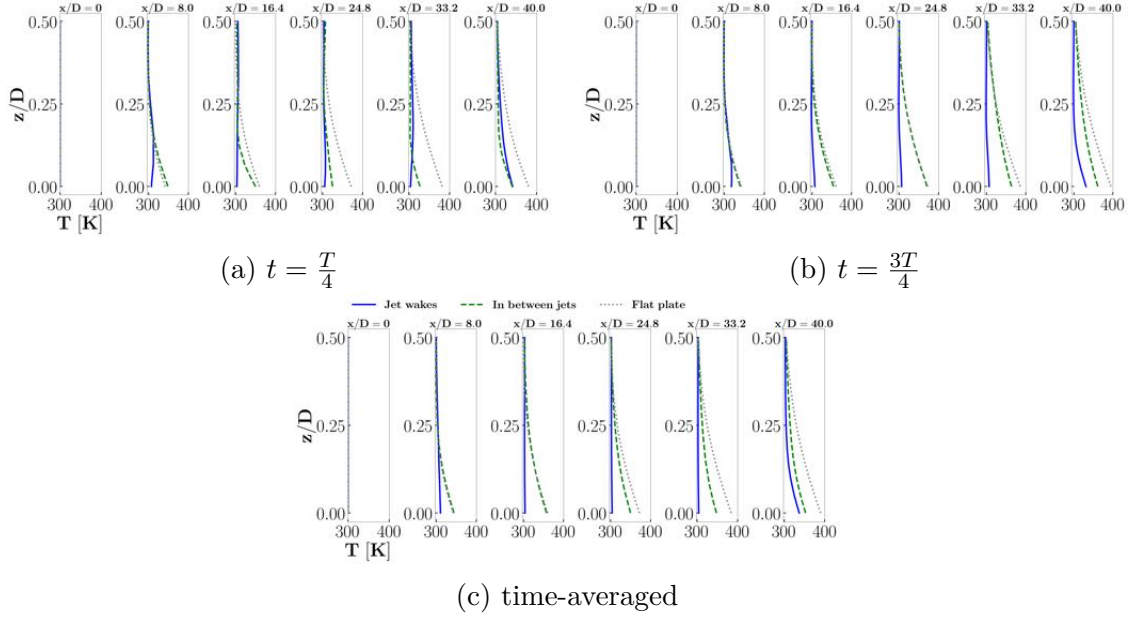 x/D = 0 x/D = 8.0 x/D = 16.4 x/D = 24.8 x/D = 33.2 x/D = 40.0
0.50 0.50 0.50 0.50 0.50 0.50
z/D
0.25 0.25 0.25 0.25 0.25 0.25
0.00 0.00 0.00 0.00 0.00 0.00
300 400 300 400 300 400 300 400 300 400 300 400
T [K]
(a) t = T/4
x/D = 0 x/D = 8.0 x/D = 16.4 x/D = 24.8 x/D = 33.2 x/D = 40.0
0.50 0.50 0.50 0.50 0.50 0.50
z/D
0.25 0.25 0.25 0.25 0.25 0.25
0.00 0.00 0.00 0.00 0.00 0.00
300 400 300 400 300 400 300 400 300 400 300 400
T [K]
(b) t = 3T/4
Jet wakes In between jets Flat plate
x/D = 0 x/D = 8.0 x/D = 16.4 x/D = 24.8 x/D = 33.2 x/D = 40.0
0.50 0.50 0.50 0.50 0.50 0.50
z/D
0.25 0.25 0.25 0.25 0.25 0.25
0.00 0.00 0.00 0.00 0.00 0.00
300 400 300 400 300 400 300 400 300 400 300 400
T [K]
(c) time-averaged